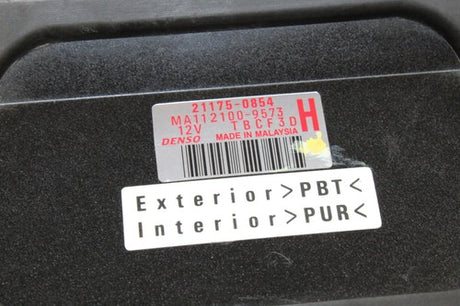 21175-0854
MA112100-9573
12V TBCF3D H
DENSO MADE IN MALAYSIA
Exterior>PBT<
Interior>PUR<